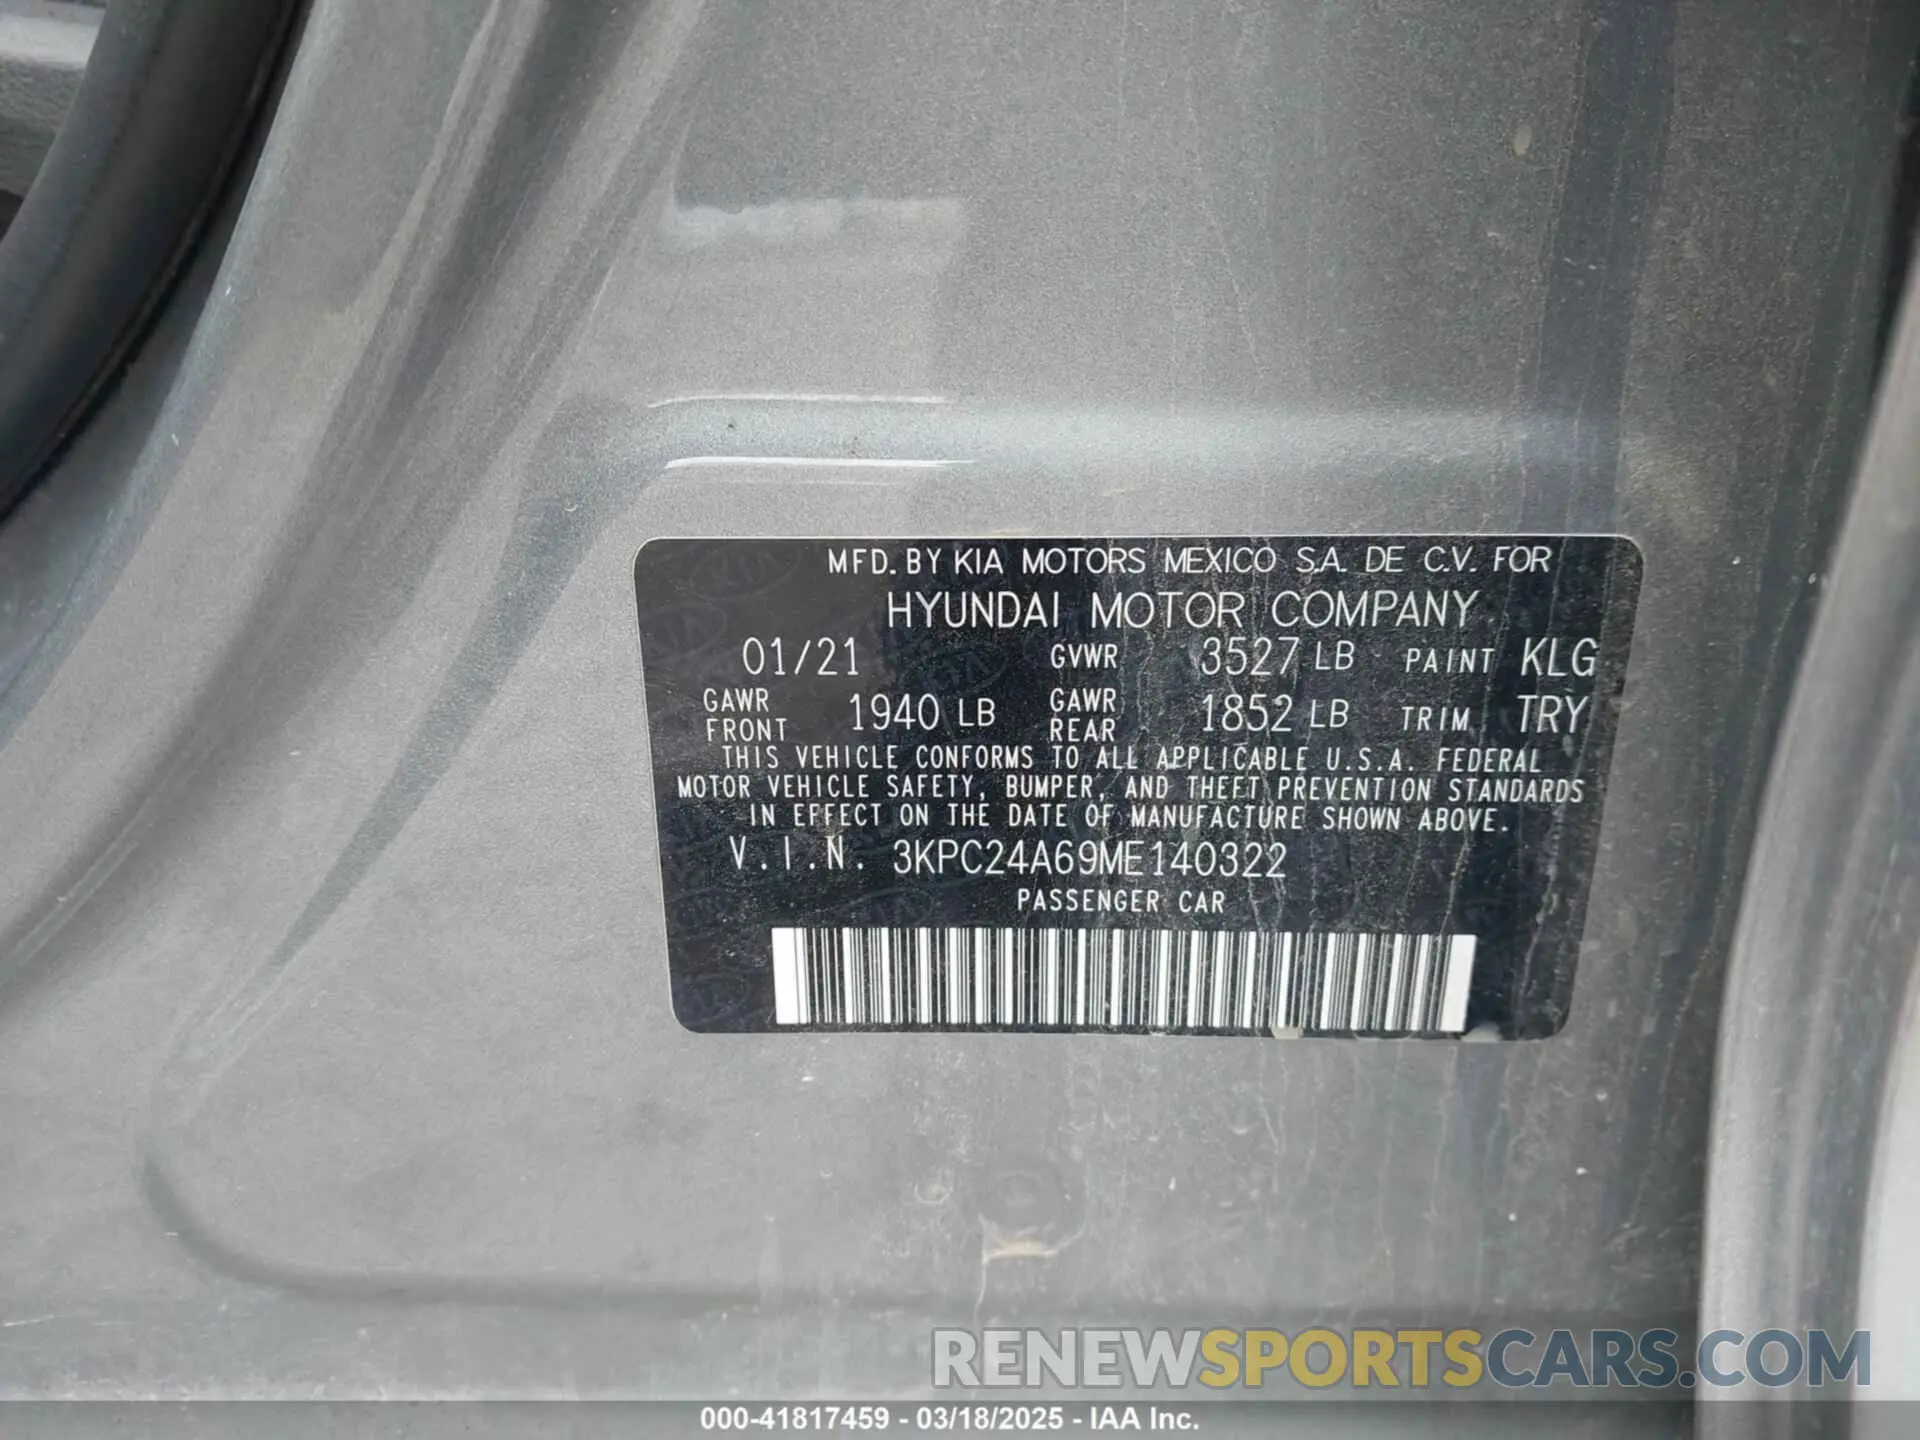 MFD. BY KIA MOTORS MEXICO S.A. DE C.V. FOR
HYUNDAI MOTOR COMPANY
01/21 GVWR 3527 LB PAINT KLG
GAWR FRONT 1940 LB GAWR REAR 1852 LB TRIM TRY
THIS VEHICLE CONFORMS TO ALL APPLICABLE U.S.A. FEDERAL
MOTOR VEHICLE SAFETY, BUMPER, AND THEFT PREVENTION STANDARDS
IN EFFECT ON THE DATE OF MANUFACTURE SHOWN ABOVE.
V.I.N. 3KPC24A69ME140322
PASSENGER CAR
RENEWSPORTSCARS.COM
000-41817459 - 03/18/2025 - IAA Inc.